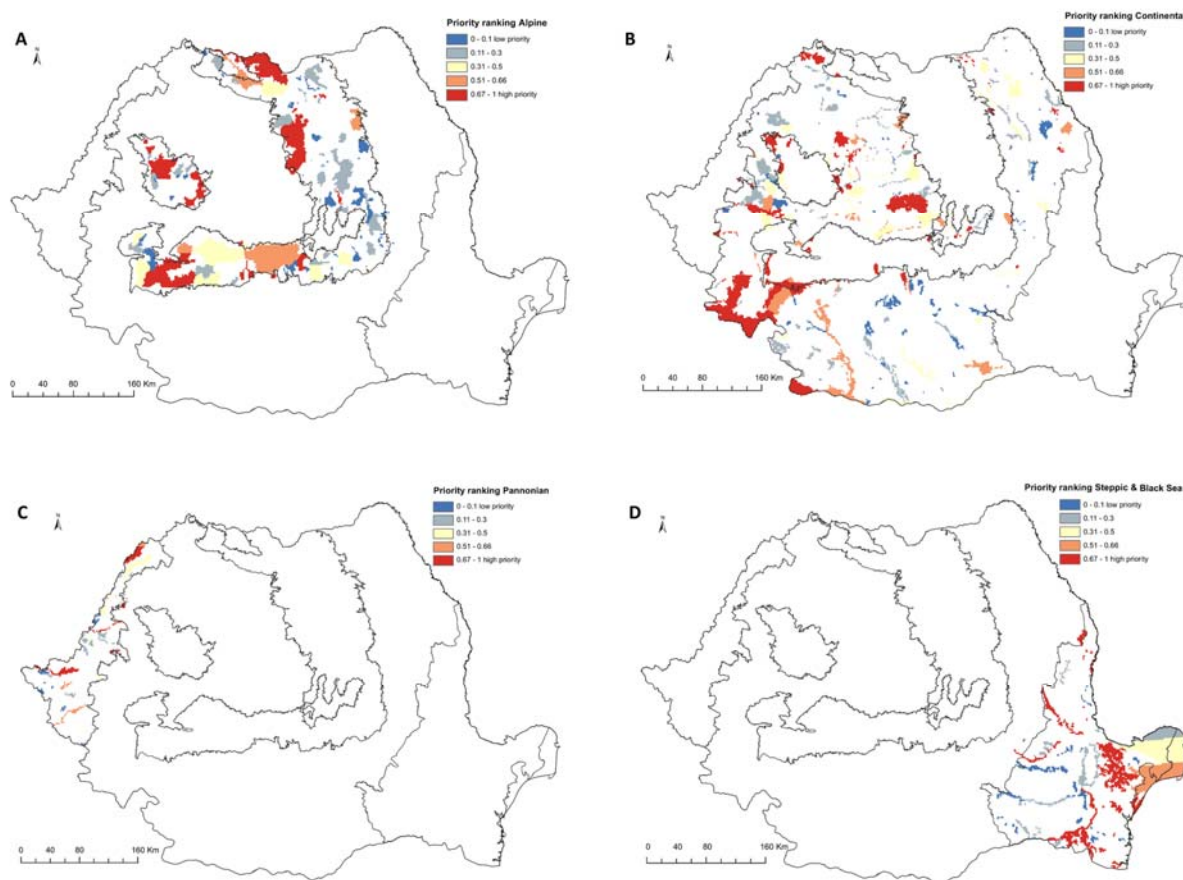 A
N
Priority ranking Alpine
0 - 0.1 low priority
0.11 - 0.3
0.31 - 0.5
0.51 - 0.66
0.67 - 1 high priority
0 40 80 160 Km
B
N
Priority ranking Continental
0 - 0.1 low priority
0.11 - 0.3
0.31 - 0.5
0.51 - 0.66
0.67 - 1 high priority
0 40 80 160 Km
C
N
Priority ranking Pannonian
0 - 0.1 low priority
0.11 - 0.3
0.31 - 0.5
0.51 - 0.66
0.67 - 1 high priority
0 40 80 160 Km
D
N
Priority ranking Steppic & Black Sea
0 - 0.1 low priority
0.11 - 0.3
0.31 - 0.5
0.51 - 0.66
0.67 - 1 high priority
0 40 80 160 Km